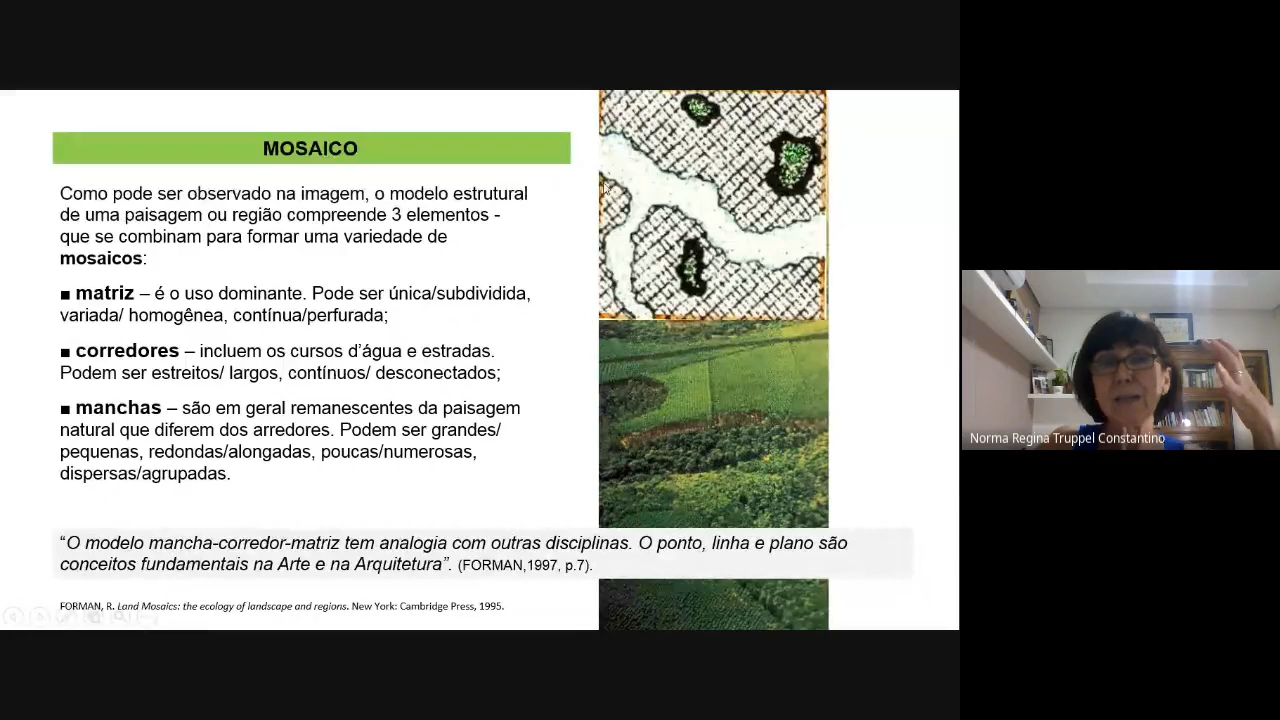 MOSAICO
Como pode ser observado na imagem, o modelo estrutural
de uma paisagem ou região compreende 3 elementos -
que se combinam para formar uma variedade de
mosaicos:
■ matriz – é o uso dominante. Pode ser única/subdividida,
variada/ homogênea, contínua/perfurada;
■ corredores – incluem os cursos d’água e estradas.
Podem ser estreitos/ largos, contínuos/ desconectados;
■ manchas – são em geral remanescentes da paisagem
natural que diferem dos arredores. Podem ser grandes/
pequenas, redondas/alongadas, poucas/numerosas,
dispersas/agrupadas.
“O modelo mancha-corredor-matriz tem analogia com outras disciplinas. O ponto, linha e plano são
conceitos fundamentais na Arte e na Arquitetura”. (FORMAN,1997, p.7).
FORMAN, R. Land Mosaics: the ecology of landscape and regions. New York: Cambridge Press, 1995.
Norma Regina Truppel Constantino